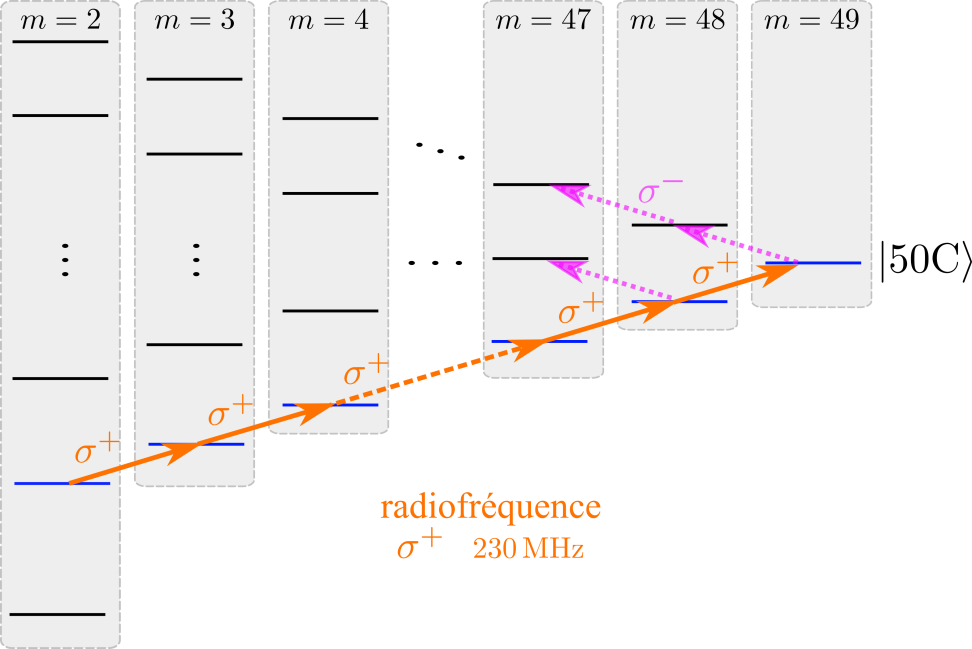 m = 2 m = 3 m = 4 m = 47 m = 48 m = 49
σ⁻
|50C⟩
σ⁺
σ⁺
σ⁺
σ⁺
σ⁺
radiofréquence
σ⁺ 230 MHz